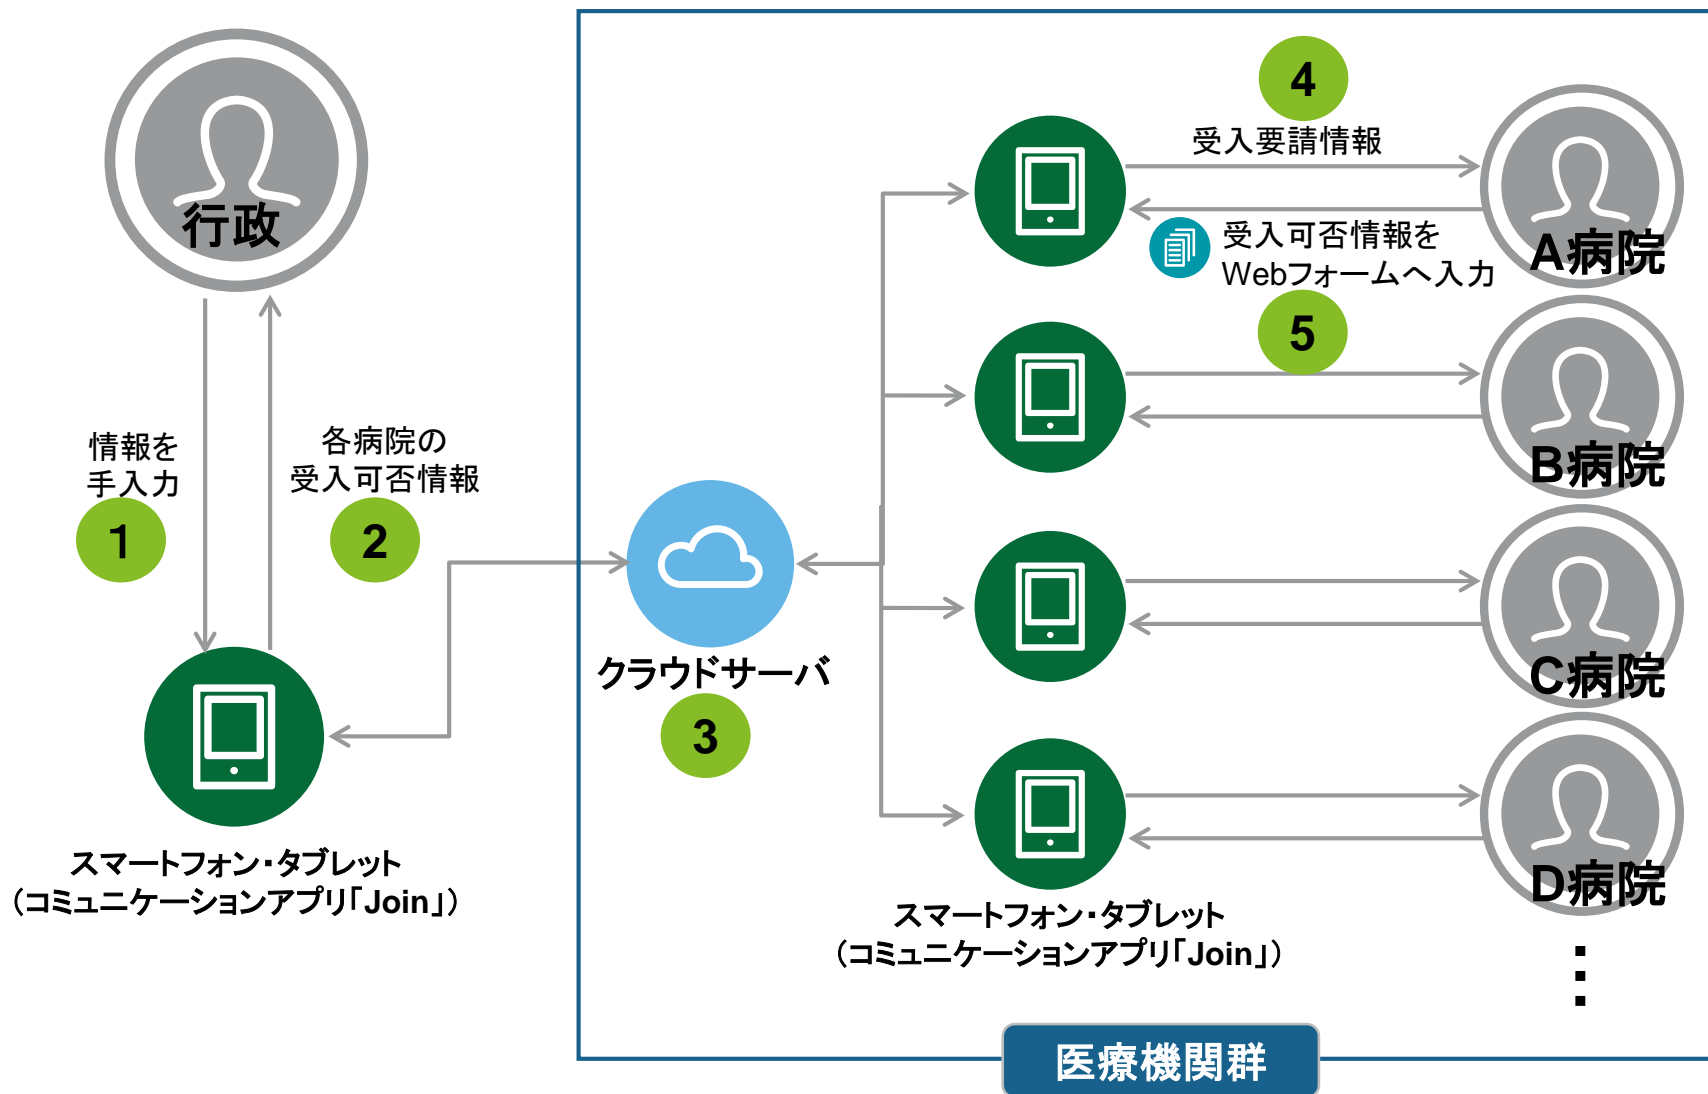 行政
情報を
手入力
1
各病院の
受入可否情報
2
スマートフォン・タブレット
（コミュニケーションアプリ「Join」）
クラウドサーバ
3
4
受入要請情報
受入可否情報を
Webフォームへ入力
5
A病院
B病院
C病院
D病院
スマートフォン・タブレット
（コミュニケーションアプリ「Join」）
医療機関群